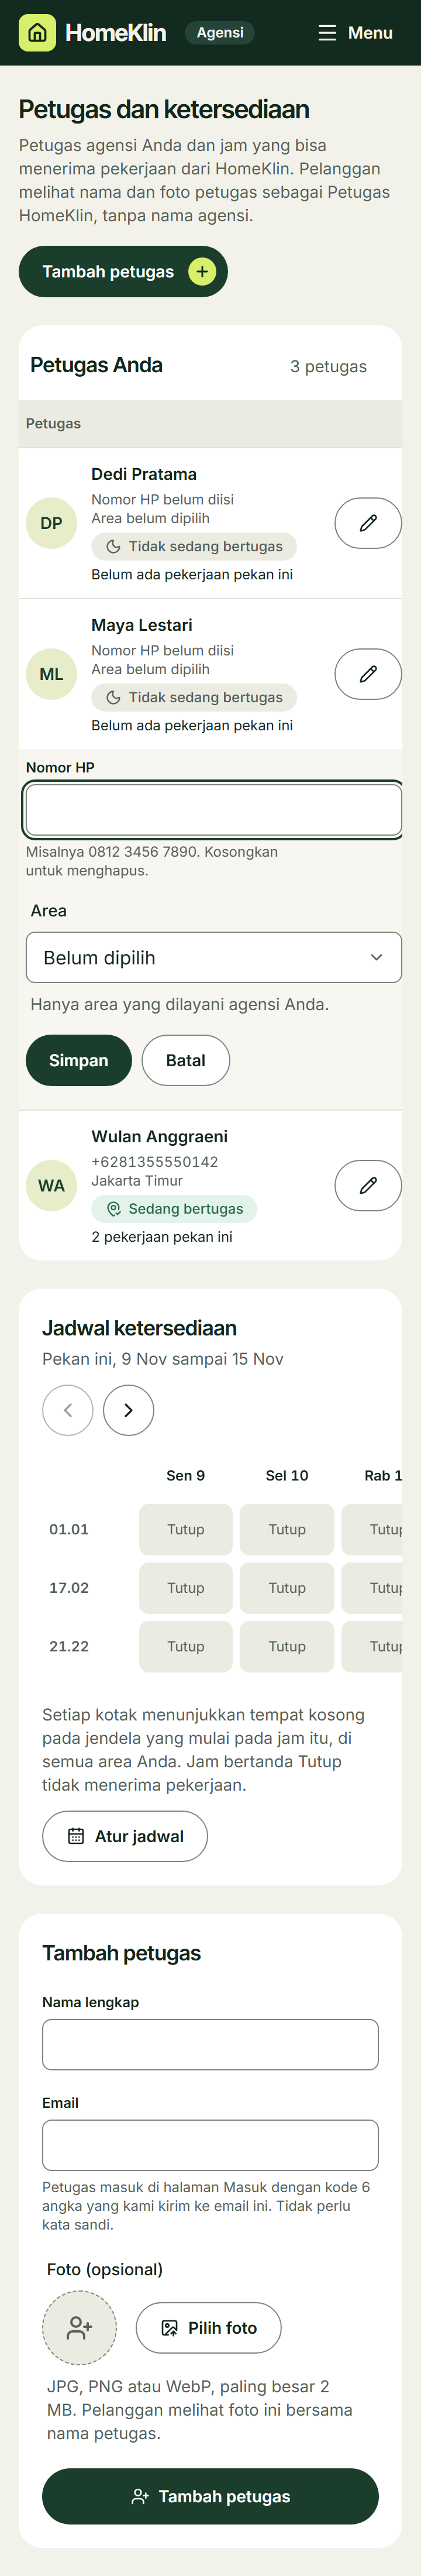 HomeKlin
Agensi
Menu
Petugas dan ketersediaan
Petugas agensi Anda dan jam yang bisa
menerima pekerjaan dari HomeKlin. Pelanggan
melihat nama dan foto petugas sebagai Petugas
HomeKlin, tanpa nama agensi.
Tambah petugas
Petugas Anda
3 petugas
Petugas
DP
Dedi Pratama
Nomor HP belum diisi
Area belum dipilih
Tidak sedang bertugas
Belum ada pekerjaan pekan ini
ML
Maya Lestari
Nomor HP belum diisi
Area belum dipilih
Tidak sedang bertugas
Belum ada pekerjaan pekan ini
Nomor HP
Misalnya 0812 3456 7890. Kosongkan
untuk menghapus.
Area
Belum dipilih
Hanya area yang dilayani agensi Anda.
Simpan
Batal
WA
Wulan Anggraeni
+6281355550142
Jakarta Timur
Sedang bertugas
2 pekerjaan pekan ini
Jadwal ketersediaan
Pekan ini, 9 Nov sampai 15 Nov
Sen 9 Sel 10 Rab 1
01.01 Tutup Tutup Tutup
17.02 Tutup Tutup Tutup
21.22 Tutup Tutup Tutup
Setiap kotak menunjukkan tempat kosong
pada jendela yang mulai pada jam itu, di
semua area Anda. Jam bertanda Tutup
tidak menerima pekerjaan.
Atur jadwal
Tambah petugas
Nama lengkap
Email
Petugas masuk di halaman Masuk dengan kode 6
angka yang kami kirim ke email ini. Tidak perlu
kata sandi.
Foto (opsional)
Pilih foto
JPG, PNG atau WebP, paling besar 2
MB. Pelanggan melihat foto ini bersama
nama petugas.
Tambah petugas